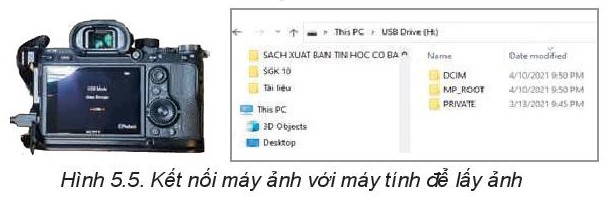 USB Mode
SONY
This PC > USB Drive (H:)
SACH XUAT BAN TIN HOC CO BA
SGK 10
Tài liệu
This PC
3D Objects
Desktop
Name Date modified
DCIM 4/10/2021 9:50 PM
MP_ROOT 4/10/2021 9:50 PM
PRIVATE 3/13/2021 9:45 PM
Hình 5.5. Kết nối máy ảnh với máy tính để lấy ảnh